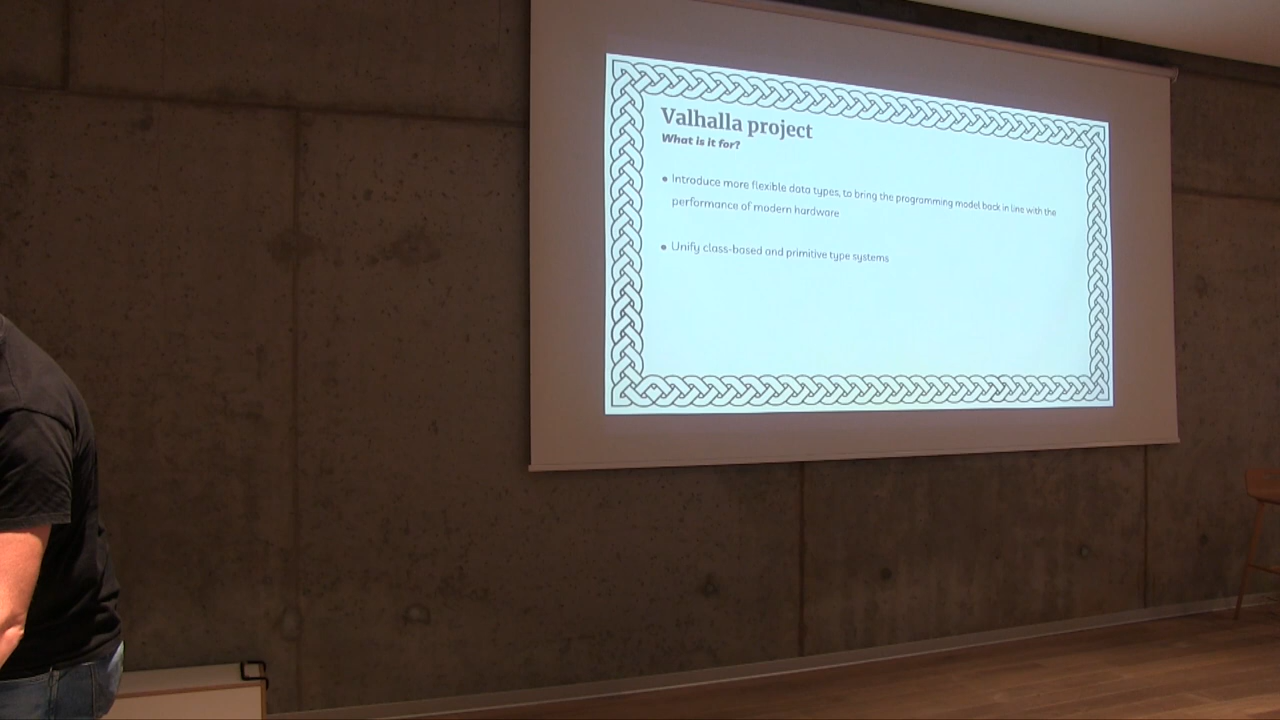 Valhalla project
What is it for?
• Introduce more flexible data types, to bring the programming model back in line with the
performance of modern hardware
• Unify class-based and primitive type systems